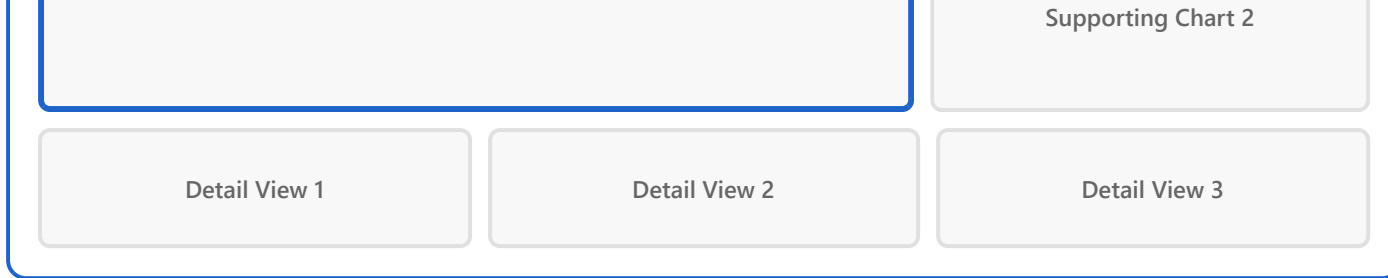 Supporting Chart 2
Detail View 1
Detail View 2
Detail View 3